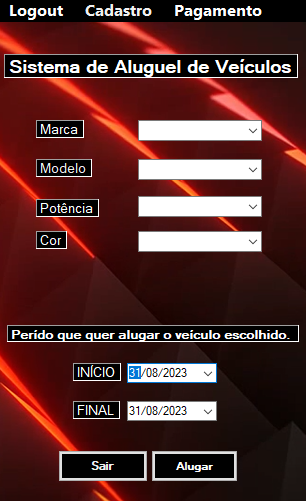 Logout Cadastro Pagamento
Sistema de Aluguel de Veículos
Marca
Modelo
Potência
Cor
Perído que quer alugar o veículo escolhido.
INÍCIO 31/08/2023
FINAL 31/08/2023
Sair Alugar